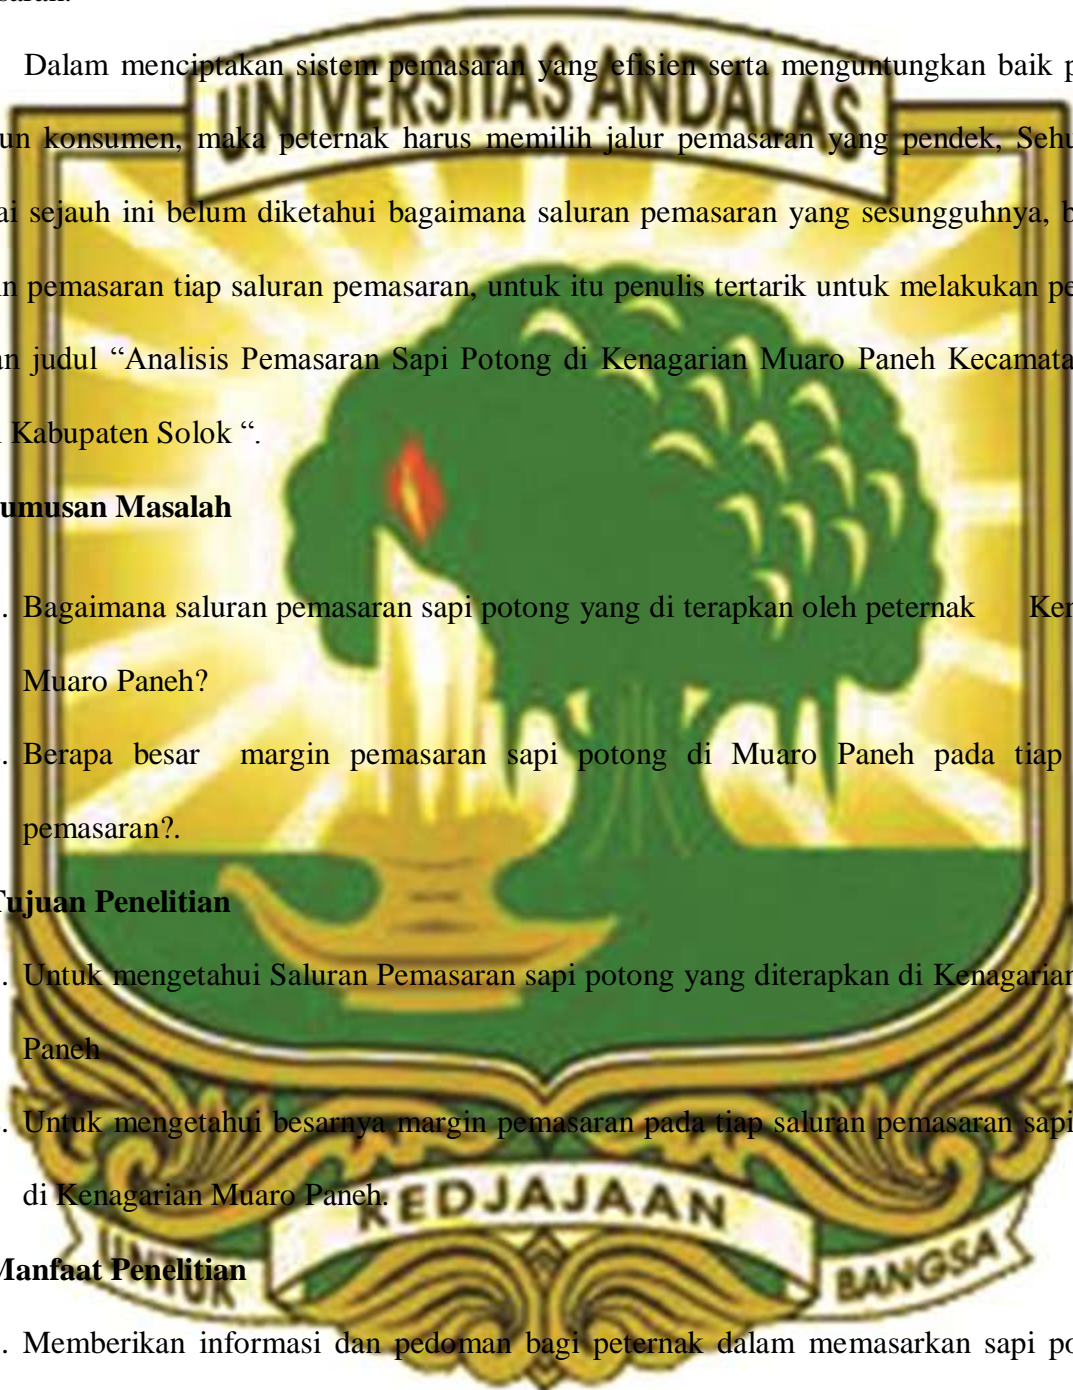 saran.
UNIVERSITAS ANDALAS
Dalam menciptakan sistem pemasaran yang efisien serta menguntungkan baik p
un konsumen, maka peternak harus memilih jalur pemasaran yang pendek, Sehu
ai sejauh ini belum diketahui bagaimana saluran pemasaran yang sesungguhnya, b
n pemasaran tiap saluran pemasaran, untuk itu penulis tertarik untuk melakukan pe
an judul “Analisis Pemasaran Sapi Potong di Kenagarian Muaro Paneh Kecamata
Kabupaten Solok “.
umusan Masalah
. Bagaimana saluran pemasaran sapi potong yang di terapkan oleh peternak Ken
Muaro Paneh?
. Berapa besar margin pemasaran sapi potong di Muaro Paneh pada tiap
pemasaran?.
Tujuan Penelitian
. Untuk mengetahui Saluran Pemasaran sapi potong yang diterapkan di Kenagarian
Paneh
. Untuk mengetahui besarnya margin pemasaran pada tiap saluran pemasaran sapi
di Kenagarian Muaro Paneh.
UNTUK KEDJAJAAN BANGSA
Manfaat Penelitian
. Memberikan informasi dan pedoman bagi peternak dalam memasarkan sapi po